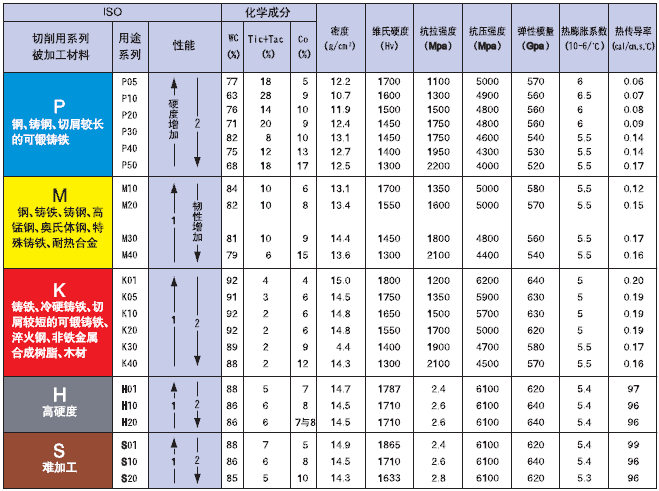 ISO 化学成分 密度 (g/cm³) 维氏硬度 (Hv) 抗拉强度 (Mpa) 抗压强度 (Mpa) 弹性模量 (Gpa) 热膨胀系数 (10-6/℃) 热传导率 (cal/cm,s,℃)
切削用系列 被加工材料 用途 系列 性能 WC (%) Tic+Tac (%) Co (%)
P
钢、铸钢、切屑较长
的可锻铸铁
1 硬度增加 2
P05 77 18 5 12.2 1700 1100 5000 570 6 0.06
P10 63 28 9 10.7 1600 1300 4900 560 6.5 0.07
P20 76 14 10 11.9 1500 1500 4800 560 6 0.08
P30 71 20 9 12.4 1450 1750 4800 560 6 0.09
P40 82 8 10 13.1 1450 1750 4600 540 5.5 0.14
75 12 13 12.7 1400 1950 4300 530 5.5 0.14
P50 68 18 17 12.5 1300 2200 4000 520 5.5 0.17
M
钢、铸铁、铸钢、高
锰钢、奥氏体钢、特
殊铸铁、耐热合金
1 韧性增加
M10 84 10 6 13.1 1700 1350 5000 580 5.5 0.12
M20 82 10 8 13.4 1550 1600 5000 570 5.5 0.15
M30 81 10 9 14.4 1450 1800 4800 560 5.5 0.17
M40 79 6 15 13.6 1300 2100 4400 540 5.5 0.16
K
铸铁、冷硬铸铁、切
屑较短的可锻铸铁、
淬火钢、非铁金属
合成树脂、木材
1 2
K01 92 4 4 15.0 1800 1200 6200 640 5 0.20
K05 91 3 6 14.5 1750 1350 5900 630 5 0.19
K10 92 2 6 14.8 1650 1500 5700 630 5 0.19
K20 92 2 6 14.8 1550 1700 5000 620 5 0.19
K30 89 2 9 4.4 1400 1900 4700 580 5.5 0.17
K40 88 2 12 14.3 1300 2100 4500 570 5.5 0.16
H
高硬度
1 2
H01 88 5 7 14.7 1787 2.4 6100 620 5.4 97
H10 86 6 8 14.5 1710 2.6 6100 640 5.4 96
H20 86 6 7与8 14.5 1710 2.6 6100 640 5.4 96
S
难加工
1 2
S01 88 7 5 14.9 1865 2.4 6100 620 5.4 99
S10 86 6 8 14.5 1710 2.6 6100 640 5.4 96
S20 85 5 10 14.3 1633 2.8 6100 620 5.3 96